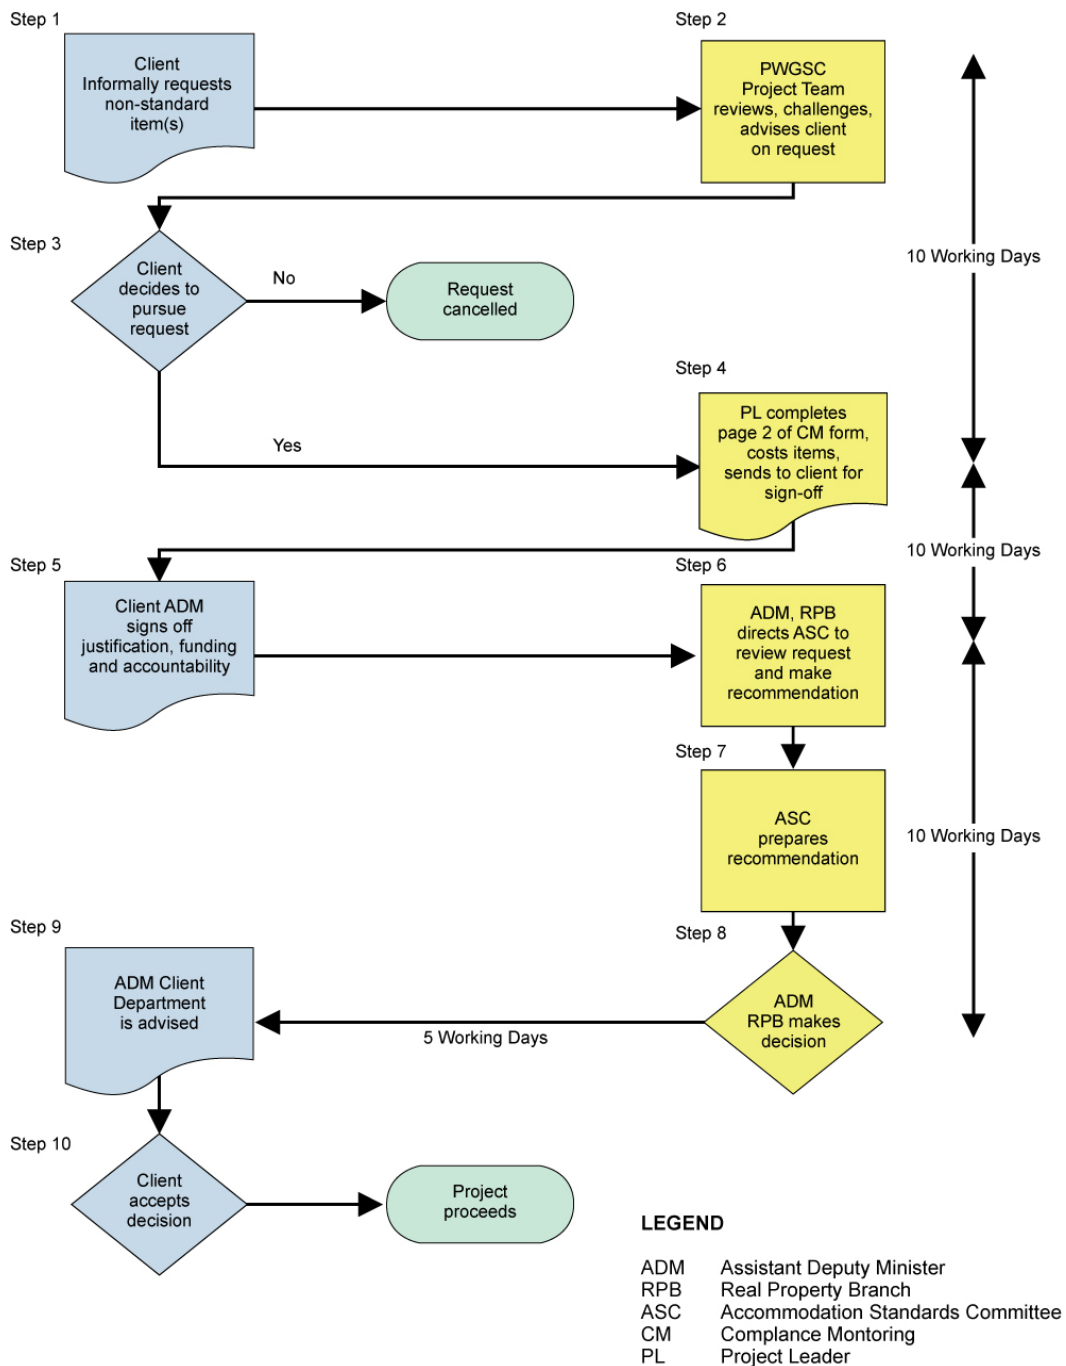 Step 1
Client
Informally requests
non-standard
item(s)
Step 2
PWGSC
Project Team
reviews, challenges,
advises client
on request
10 Working Days
Step 3
Client
decides to
pursue
request
No
Request
cancelled
Yes
Step 4
PL completes
page 2 of CM form,
costs items,
sends to client for
sign-off
10 Working Days
Step 5
Client ADM
signs off
justification, funding
and accountability
Step 6
ADM, RPB
directs ASC to
review request
and make
recommendation
Step 7
ASC
prepares
recommendation
10 Working Days
Step 8
ADM
RPB makes
decision
5 Working Days
Step 9
ADM Client
Department
is advised
Step 10
Client
accepts
decision
Project
proceeds
LEGEND
ADM Assistant Deputy Minister
RPB Real Property Branch
ASC Accommodation Standards Committee
CM Complance Montoring
PL Project Leader